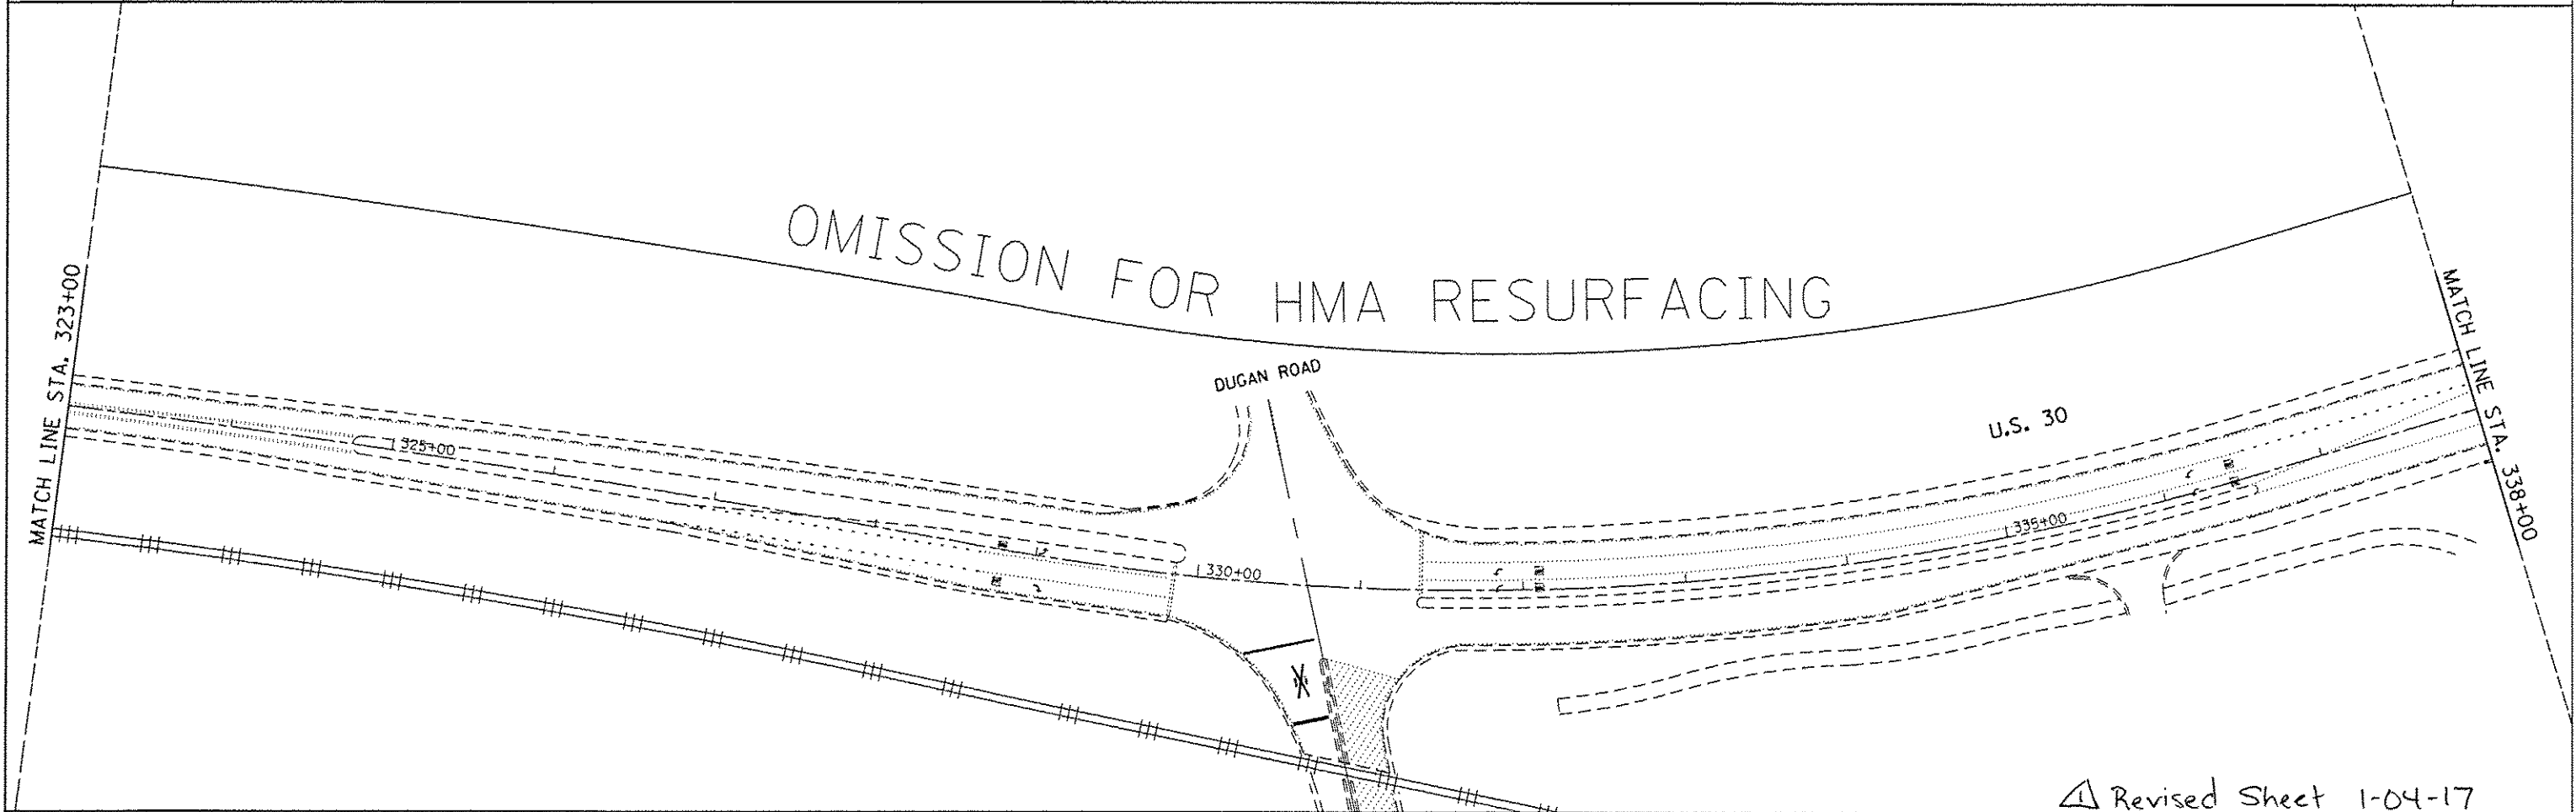 OMISSION FOR HMA RESURFACING
MATCH LINE STA. 323+00
MATCH LINE STA. 338+00
DUGAN ROAD
U.S. 30
325+00
330+00
335+00
1 Revised Sheet 1-04-17